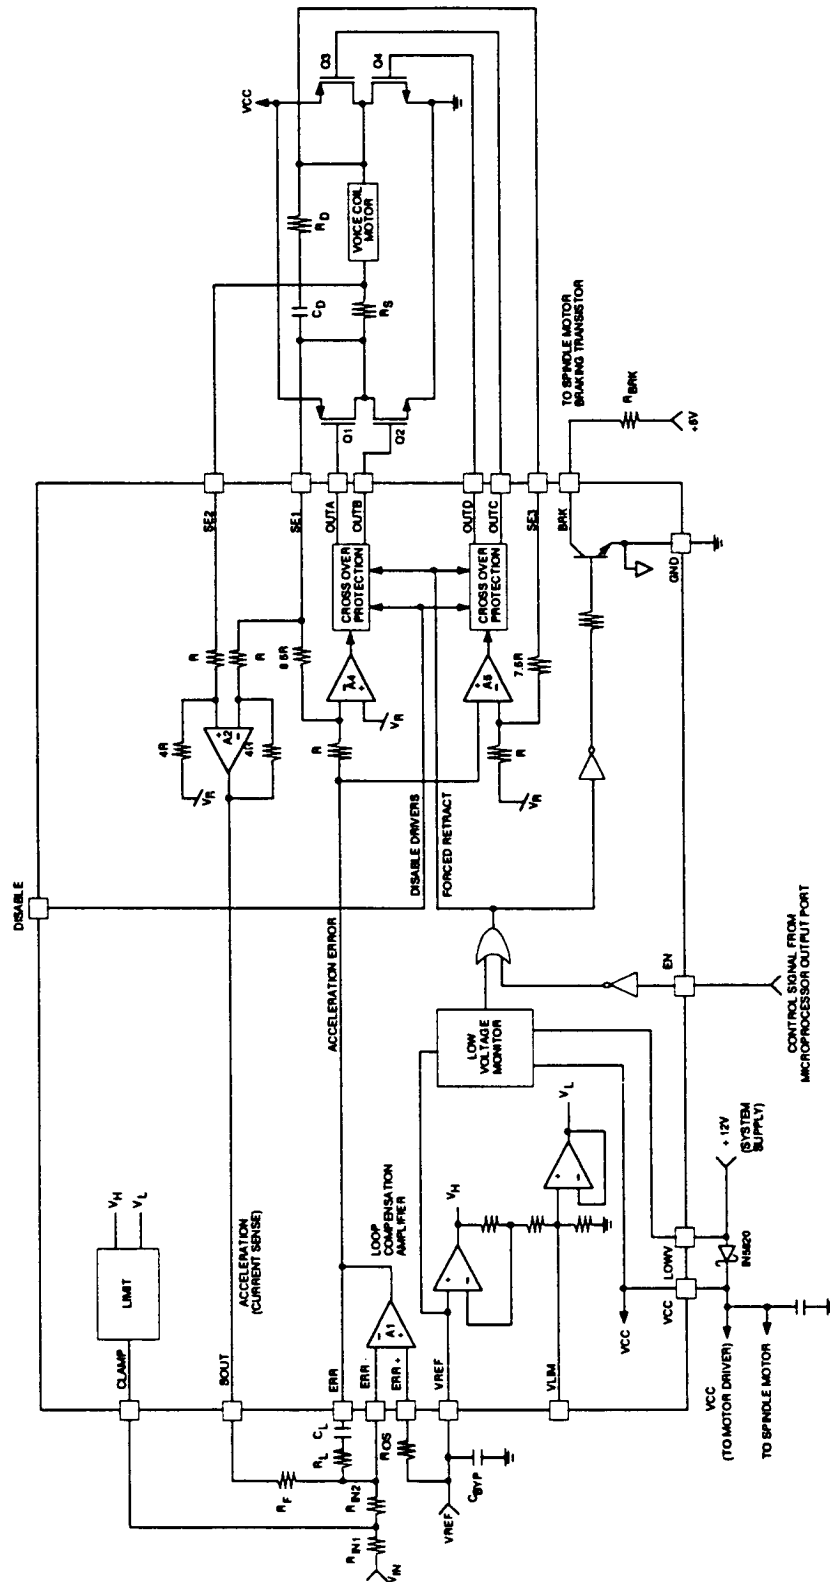 DISABLE
CLAMP
LIMIT
VH
VL
SOUT
ACCELERATION
(CURRENT SENSE)
ACCELERATION ERROR
LOOP
COMPENSATION
AMPLIFIER
A1
ERR
ERR -
ERR +
VREF
VLIM
RF
RL
CL
ROS
RIN1
RIN2
VIN
VREF
CBYP
VH
VL
VCC
LOW
VOLTAGE
MONITOR
VCC
LOWV
EN
VCC
(TO MOTOR DRIVER)
TO SPINDLE MOTOR
IN5820
+ 12V
(SYSTEM
SUPPLY)
CONTROL SIGNAL FROM
MICROPROCESSOR OUTPUT PORT
DISABLE DRIVERS
FORCED RETRACT
VR
4R
A2
4R
R
R
8.5R
R
A4
VR
A5
R
VR
7.5R
CROSS OVER
PROTECTION
CROSS OVER
PROTECTION
SE2
SE1
OUTA
OUTB
OUTD
OUTC
SE3
BRK
GND
Q1
Q2
Q3
Q4
VCC
CD
RD
RS
VOICE COIL
MOTOR
TO SPINDLE MOTOR
BRAKING TRANSISTOR
RBRK